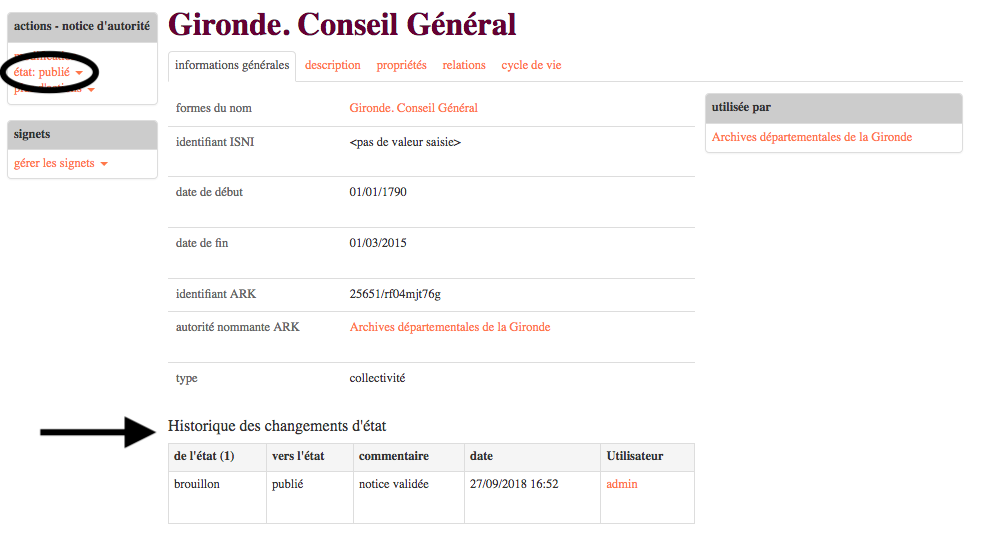 actions - notice d'autorité
état: publié
signets
gérer les signets
Gironde. Conseil Général
informations générales description propriétés relations cycle de vie
formes du nom Gironde. Conseil Général
identifiant ISNI <pas de valeur saisie>
date de début 01/01/1790
date de fin 01/03/2015
identifiant ARK 25651/rf04mjt76g
autorité nommante ARK Archives départementales de la Gironde
type collectivité
utilisée par
Archives départementales de la Gironde
Historique des changements d'état
de l'état (1) vers l'état commentaire date Utilisateur
brouillon publié notice validée 27/09/2018 16:52 admin